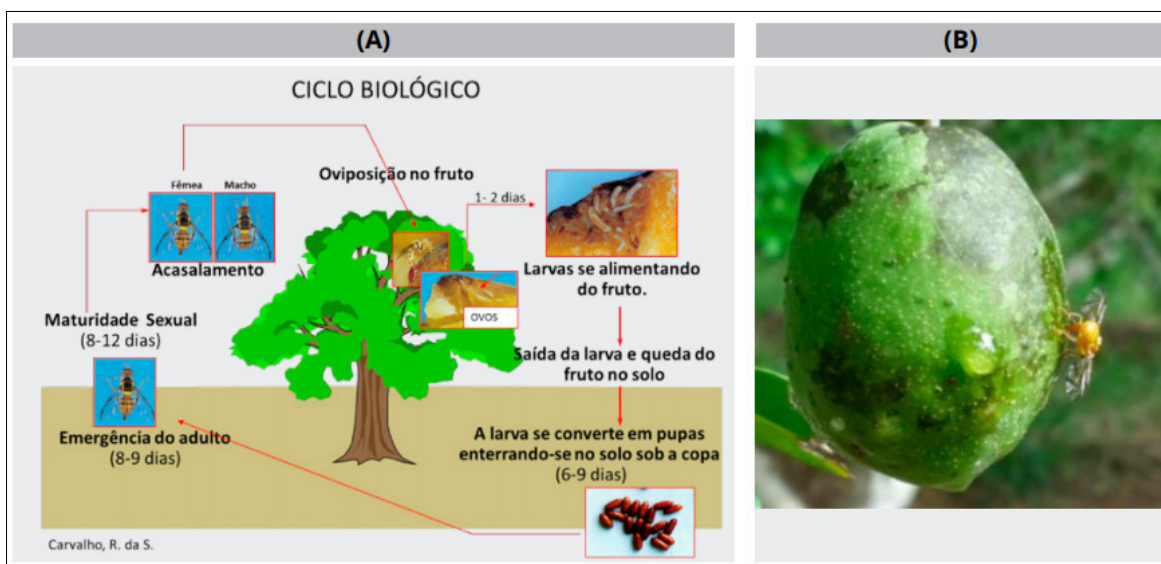 (A)
(B)
CICLO BIOLÓGICO
Fêmea
Macho
Acasalamento
Oviposição no fruto
1- 2 dias
OVOS
Larvas se alimentando
do fruto.
Saída da larva e queda do
fruto no solo
A larva se converte em pupas
enterrando-se no solo sob a copa
(6-9 dias)
Maturidade Sexual
(8-12 dias)
Emergência do adulto
(8-9 dias)
Carvalho, R. da S.